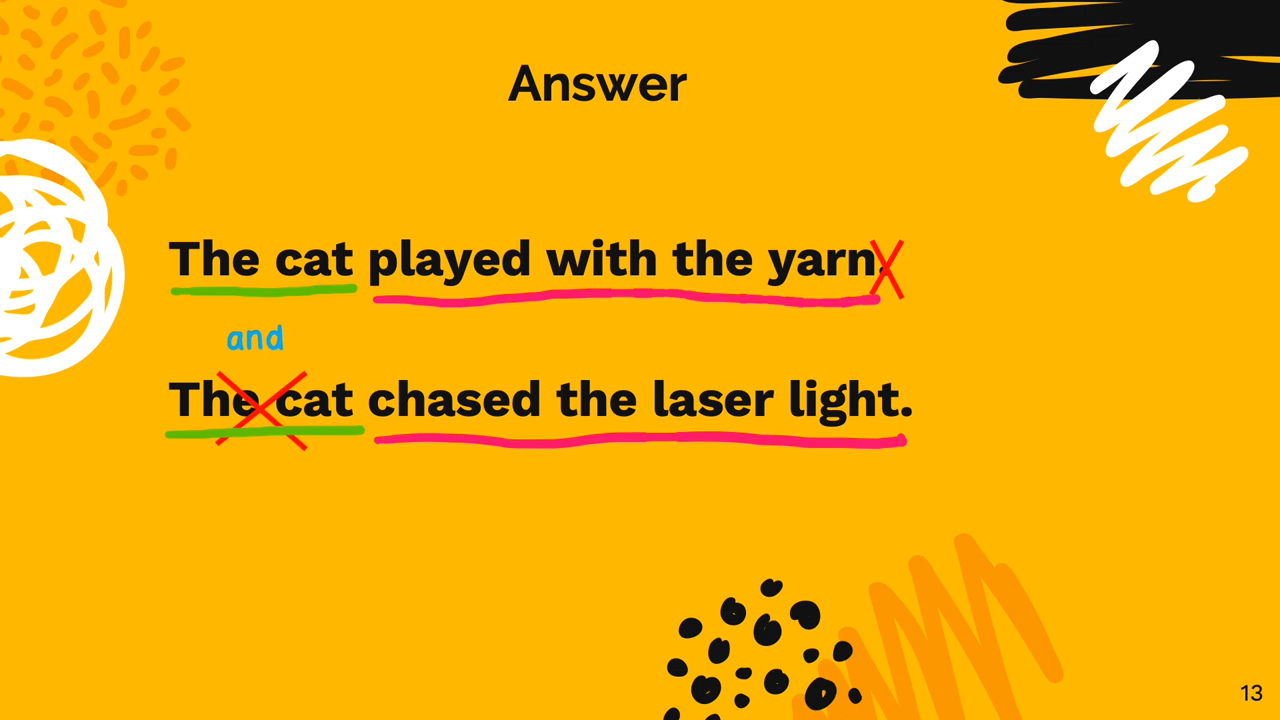 Answer
The cat played with the yarn.
and
The cat chased the laser light.
13